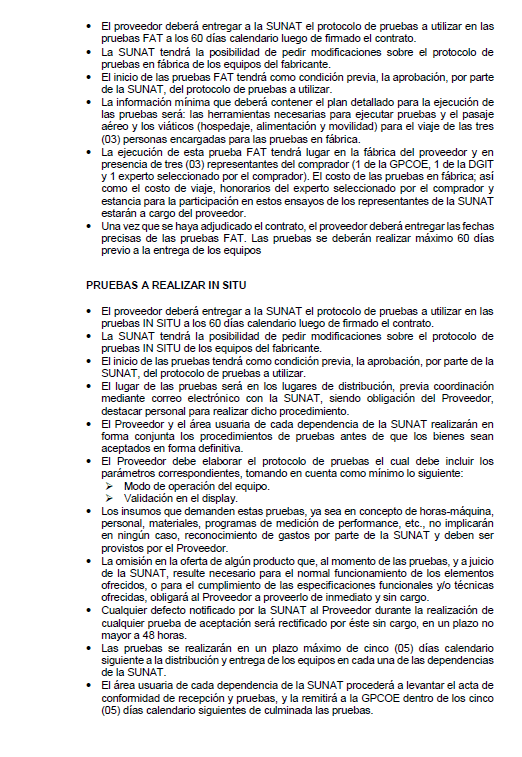 • El proveedor deberá entregar a la SUNAT el protocolo de pruebas a utilizar en las
pruebas FAT a los 60 días calendario luego de firmado el contrato.
• La SUNAT tendrá la posibilidad de pedir modificaciones sobre el protocolo de
pruebas en fábrica de los equipos del fabricante.
• El inicio de las pruebas FAT tendrá como condición previa, la aprobación, por parte
de la SUNAT, del protocolo de pruebas a utilizar.
• La información mínima que deberá contener el plan detallado para la ejecución de
las pruebas será: las herramientas necesarias para ejecutar pruebas y el pasaje
aéreo y los viáticos (hospedaje, alimentación y movilidad) para el viaje de las tres
(03) personas encargadas para las pruebas en fábrica.
• La ejecución de esta prueba FAT tendrá lugar en la fábrica del proveedor y en
presencia de tres (03) representantes del comprador (1 de la GPCOE, 1 de la DGIT
y 1 experto seleccionado por el comprador). El costo de las pruebas en fábrica; así
como el costo de viaje, honorarios del experto seleccionado por el comprador y
estancia para la participación en estos ensayos de los representantes de la SUNAT
estarán a cargo del proveedor.
• Una vez que se haya adjudicado el contrato, el proveedor deberá entregar las fechas
precisas de las pruebas FAT. Las pruebas se deberán realizar máximo 60 días
previo a la entrega de los equipos
PRUEBAS A REALIZAR IN SITU
• El proveedor deberá entregar a la SUNAT el protocolo de pruebas a utilizar en las
pruebas IN SITU a los 60 días calendario luego de firmado el contrato.
• La SUNAT tendrá la posibilidad de pedir modificaciones sobre el protocolo de
pruebas IN SITU de los equipos del fabricante.
• El inicio de las pruebas tendrá como condición previa, la aprobación, por parte de la
SUNAT, del protocolo de pruebas a utilizar.
• El lugar de las pruebas será en los lugares de distribución, previa coordinación
mediante correo electrónico con la SUNAT, siendo obligación del Proveedor,
destacar personal para realizar dicho procedimiento.
• El Proveedor y el área usuaria de cada dependencia de la SUNAT realizarán en
forma conjunta los procedimientos de pruebas antes de que los bienes sean
aceptados en forma definitiva.
• El Proveedor debe elaborar el protocolo de pruebas el cual debe incluir los
parámetros correspondientes, tomando en cuenta como mínimo lo siguiente:
➢ Modo de operación del equipo.
➢ Validación en el display.
• Los insumos que demanden estas pruebas, ya sea en concepto de horas-máquina,
personal, materiales, programas de medición de performance, etc., no implicarán
en ningún caso, reconocimiento de gastos por parte de la SUNAT y deben ser
provistos por el Proveedor.
• La omisión en la oferta de algún producto que, al momento de las pruebas, y a juicio
de la SUNAT, resulte necesario para el normal funcionamiento de los elementos
ofrecidos, o para el cumplimiento de las especificaciones funcionales y/o técnicas
ofrecidas, obligará al Proveedor a proveerlo de inmediato y sin cargo.
• Cualquier defecto notificado por la SUNAT al Proveedor durante la realización de
cualquier prueba de aceptación será rectificado por éste sin cargo, en un plazo no
mayor a 48 horas.
• Las pruebas se realizarán en un plazo máximo de cinco (05) días calendario
siguiente a la distribución y entrega de los equipos en cada una de las dependencias
de la SUNAT.
• El área usuaria de cada dependencia de la SUNAT procederá a levantar el acta de
conformidad de recepción y pruebas, y la remitirá a la GPCOE dentro de los cinco
(05) días calendario siguientes de culminada las pruebas.